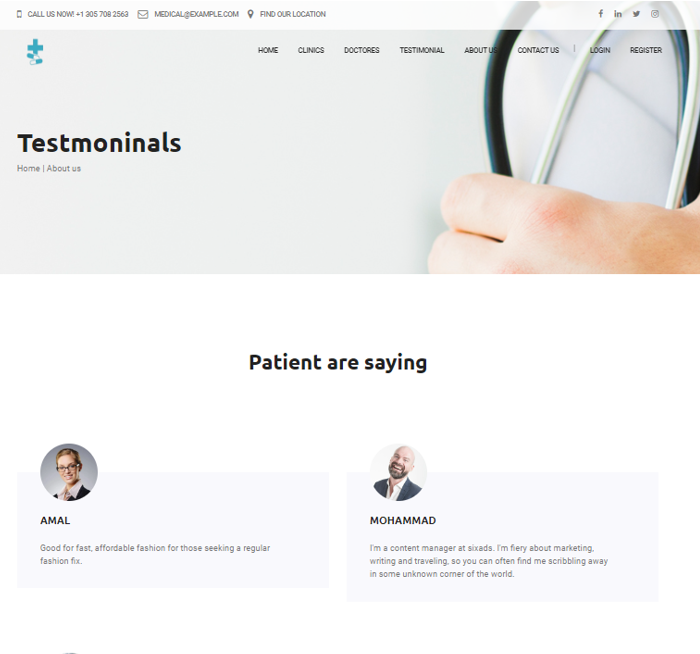 CALL US NOW! +1 305 708 2563 MEDICAL@EXAMPLE.COM FIND OUR LOCATION
HOME CLINICS DOCTORES TESTIMONIAL ABOUT US CONTACT US | LOGIN REGISTER
Testmoninals
Home | About us
Patient are saying
AMAL
Good for fast, affordable fashion for those seeking a regular
fashion fix.
MOHAMMAD
I'm a content manager at sixads. I'm fiery about marketing,
writing and traveling, so you can often find me scribbling away
in some unknown corner of the world.